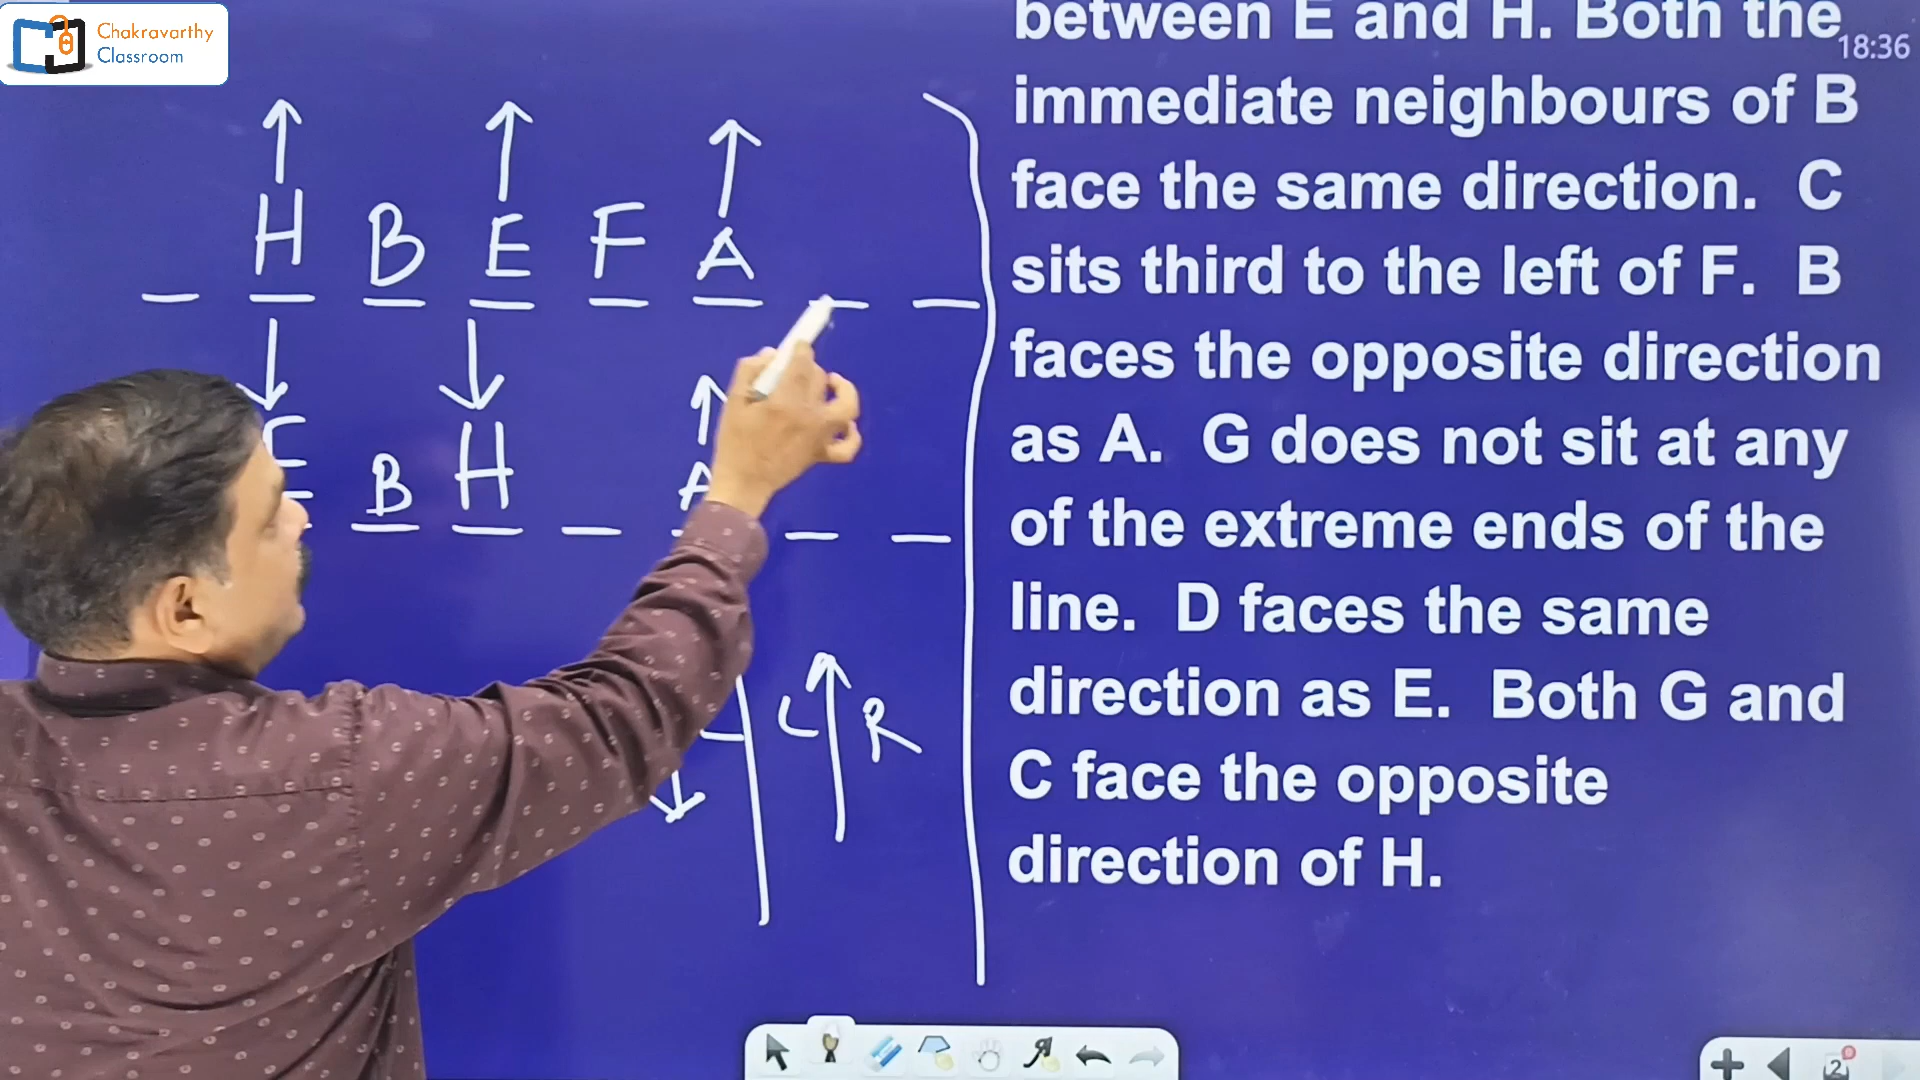 Chakravarthy
Classroom
18:36
between E and H. Both the
immediate neighbours of B
face the same direction. C
sits third to the left of F. B
faces the opposite direction
as A. G does not sit at any
of the extreme ends of the
line. D faces the same
direction as E. Both G and
C face the opposite
direction of H.
H B E F A
E B H A
L L R
2